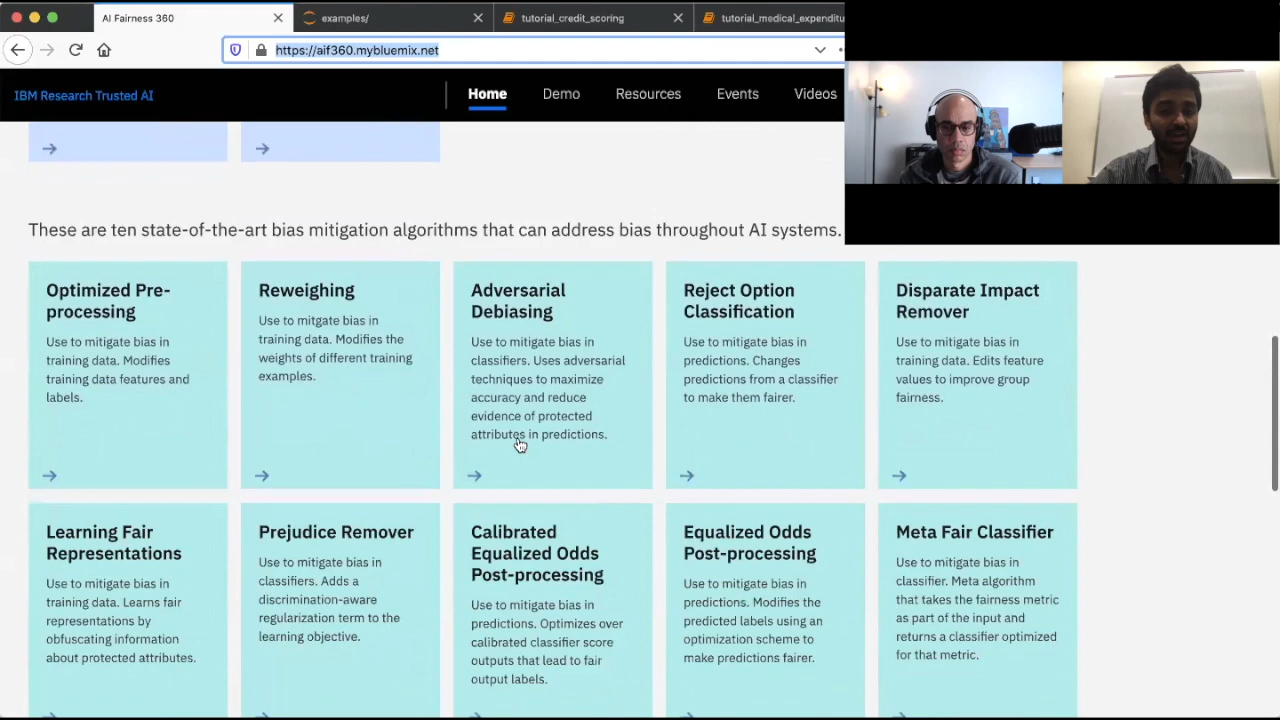 AI Fairness 360
examples/
tutorial_credit_scoring
tutorial_medical_expenditu
https://aif360.mybluemix.net
IBM Research Trusted AI
Home
Demo
Resources
Events
Videos
These are ten state-of-the-art bias mitigation algorithms that can address bias throughout AI systems.
Optimized Pre-
processing
Use to mitigate bias in
training data. Modifies
training data features and
labels.
Reweighing
Use to mitgate bias in
training data. Modifies the
weights of different training
examples.
Adversarial
Debiasing
Use to mitigate bias in
classifiers. Uses adversarial
techniques to maximize
accuracy and reduce
evidence of protected
attributes in predictions.
Reject Option
Classification
Use to mitigate bias in
predictions. Changes
predictions from a classifier
to make them fairer.
Disparate Impact
Remover
Use to mitigate bias in
training data. Edits feature
values to improve group
fairness.
Learning Fair
Representations
Use to mitigate bias in
training data. Learns fair
representations by
obfuscating information
about protected attributes.
Prejudice Remover
Use to mitigate bias in
classifiers. Adds a
discrimination-aware
regularization term to the
learning objective.
Calibrated
Equalized Odds
Post-processing
Use to mitigate bias in
predictions. Optimizes over
calibrated classifier score
outputs that lead to fair
output labels.
Equalized Odds
Post-processing
Use to mitigate bias in
predictions. Modifies the
predicted labels using an
optimization scheme to
make predictions fairer.
Meta Fair Classifier
Use to mitigate bias in
classifier. Meta algorithm
that takes the fairness metric
as part of the input and
returns a classifier optimized
for that metric.